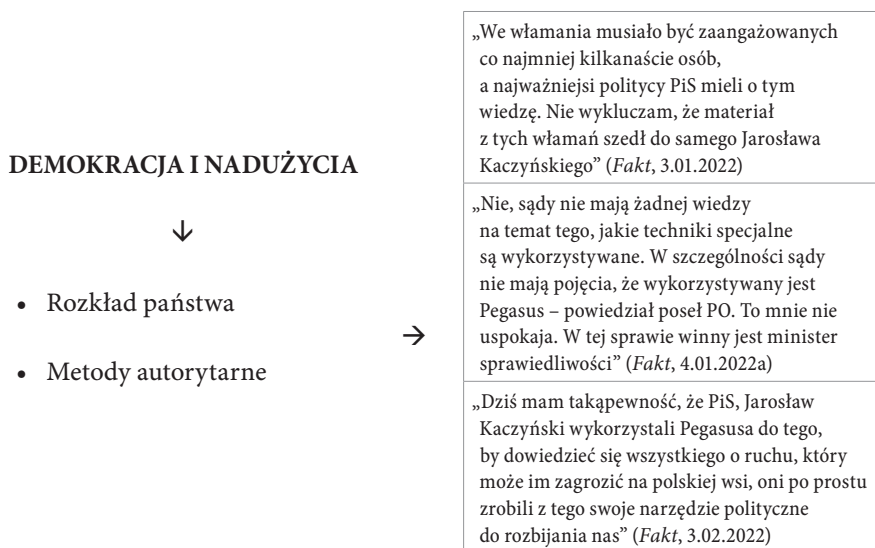 DEMOKRACJA I NADUŻYCIA
↓
• Rozkład państwa
• Metody autorytarne
→
„We włamania musiało być zaangażowanych
co najmniej kilkanaście osób,
a najważniejsi politycy PiS mieli o tym
wiedzę. Nie wykluczam, że materiał
z tych włamań szedł do samego Jarosława
Kaczyńskiego” (Fakt, 3.01.2022)
„Nie, sądy nie mają żadnej wiedzy
na temat tego, jakie techniki specjalne
są wykorzystywane. W szczególności sądy
nie mają pojęcia, że wykorzystywany jest
Pegasus – powiedział poseł PO. To mnie nie
uspokaja. W tej sprawie winny jest minister
sprawiedliwości” (Fakt, 4.01.2022a)
„Dziś mam takąpewność, że PiS, Jarosław
Kaczyński wykorzystali Pegasusa do tego,
by dowiedzieć się wszystkiego o ruchu, który
może im zagrozić na polskiej wsi, oni po prostu
zrobili z tego swoje narzędzie polityczne
do rozbijania nas” (Fakt, 3.02.2022)